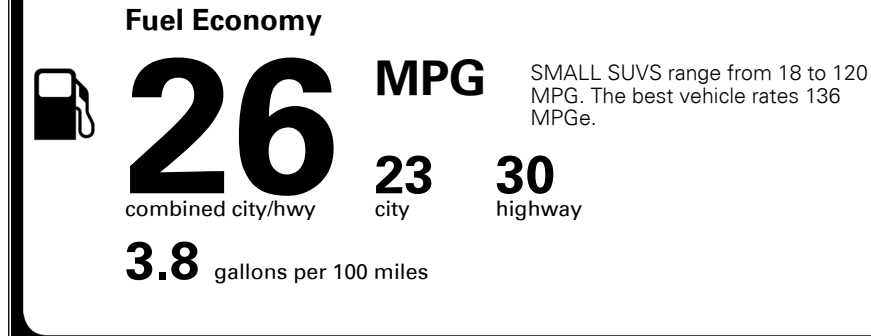 Fuel Economy
26
MPG
SMALL SUVS range from 18 to 120
MPG. The best vehicle rates 136
MPGe.
23
30
combined city/hwy
city
highway
3.8 gallons per 100 miles